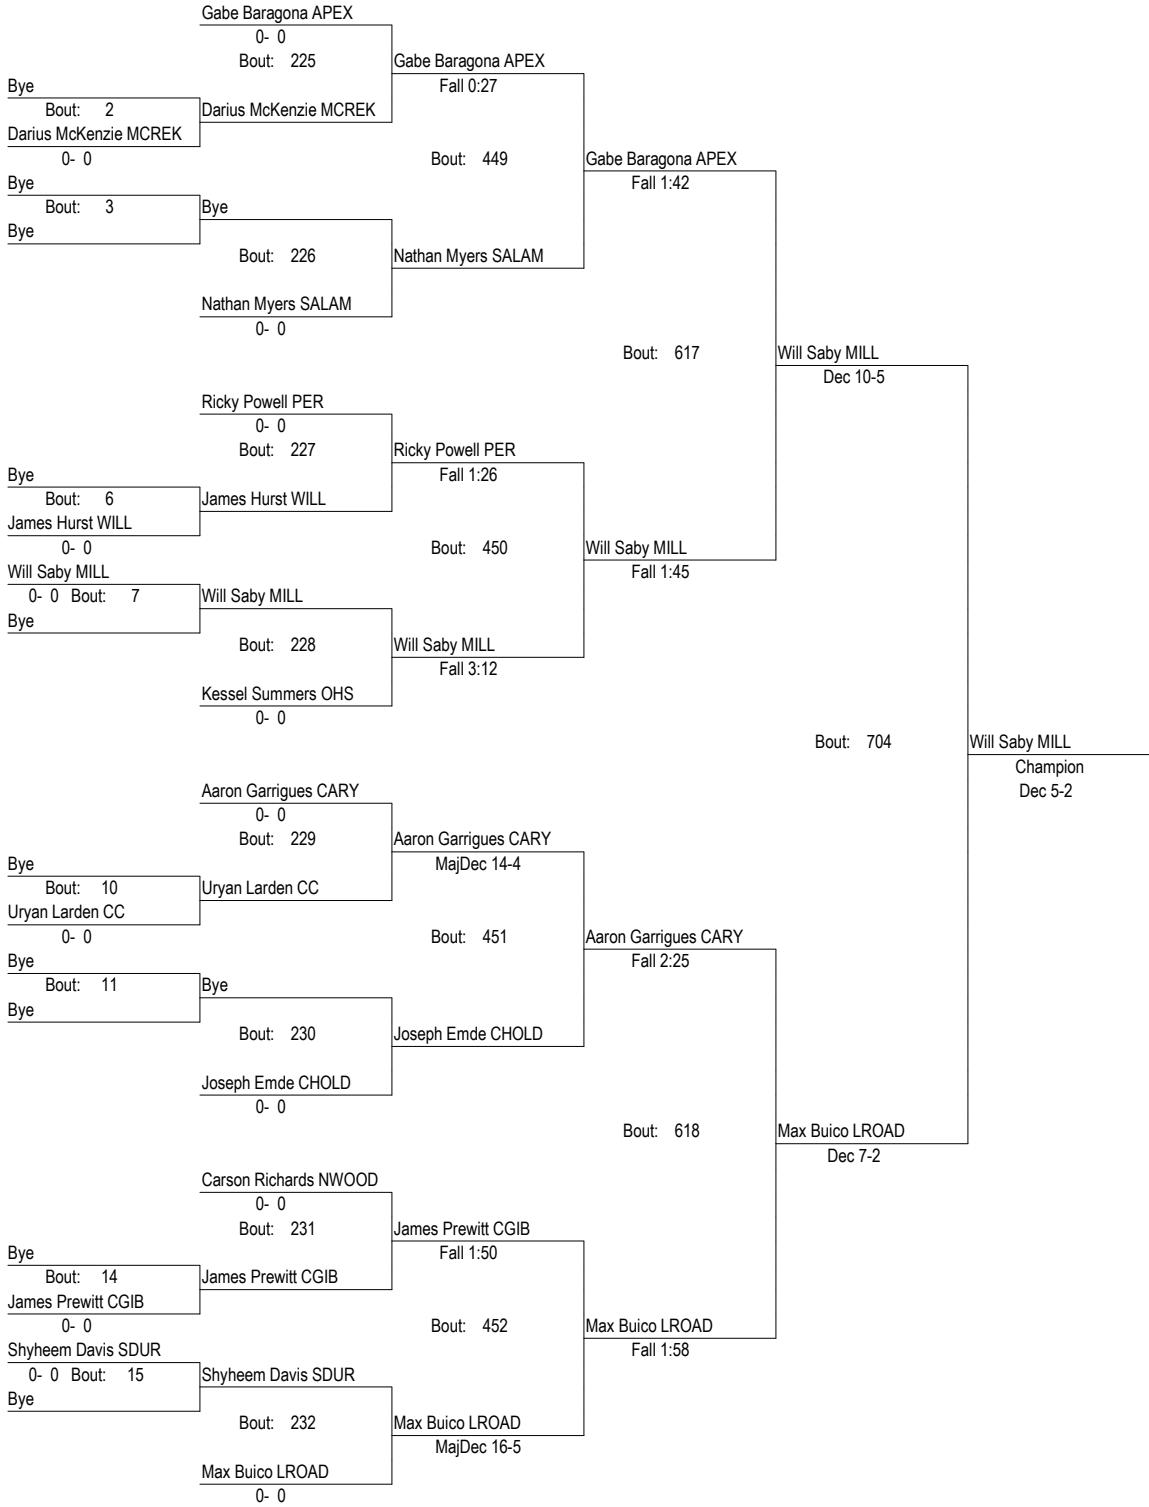 Gabe Baragona APEX
0- 0
Bout: 225
Gabe Baragona APEX
Fall 0:27
Bye
Bout: 2
Darius McKenzie MCREK
Darius McKenzie MCREK
0- 0
Bout: 449
Gabe Baragona APEX
Fall 1:42
Bye
Bout: 3
Bye
Bye
Bout: 226
Nathan Myers SALAM
Nathan Myers SALAM
0- 0
Bout: 617
Will Saby MILL
Dec 10-5
Ricky Powell PER
0- 0
Bout: 227
Ricky Powell PER
Fall 1:26
Bye
Bout: 6
James Hurst WILL
James Hurst WILL
0- 0
Bout: 450
Will Saby MILL
Fall 1:45
Will Saby MILL
0- 0 Bout: 7
Will Saby MILL
Bye
Bout: 228
Will Saby MILL
Fall 3:12
Kessel Summers OHS
0- 0
Bout: 704
Will Saby MILL
Champion
Dec 5-2
Aaron Garrigues CARY
0- 0
Bout: 229
Aaron Garrigues CARY
MajDec 14-4
Bye
Bout: 10
Uryan Larden CC
Uryan Larden CC
0- 0
Bout: 451
Aaron Garrigues CARY
Fall 2:25
Bye
Bout: 11
Bye
Bye
Bout: 230
Joseph Emde CHOLD
Joseph Emde CHOLD
0- 0
Bout: 618
Max Buico LROAD
Dec 7-2
Carson Richards NWOOD
0- 0
Bout: 231
James Prewitt CGIB
Fall 1:50
Bye
Bout: 14
James Prewitt CGIB
James Prewitt CGIB
0- 0
Bout: 452
Max Buico LROAD
Fall 1:58
Shyheem Davis SDUR
0- 0 Bout: 15
Shyheem Davis SDUR
Bye
Bout: 232
Max Buico LROAD
MajDec 16-5
Max Buico LROAD
0- 0